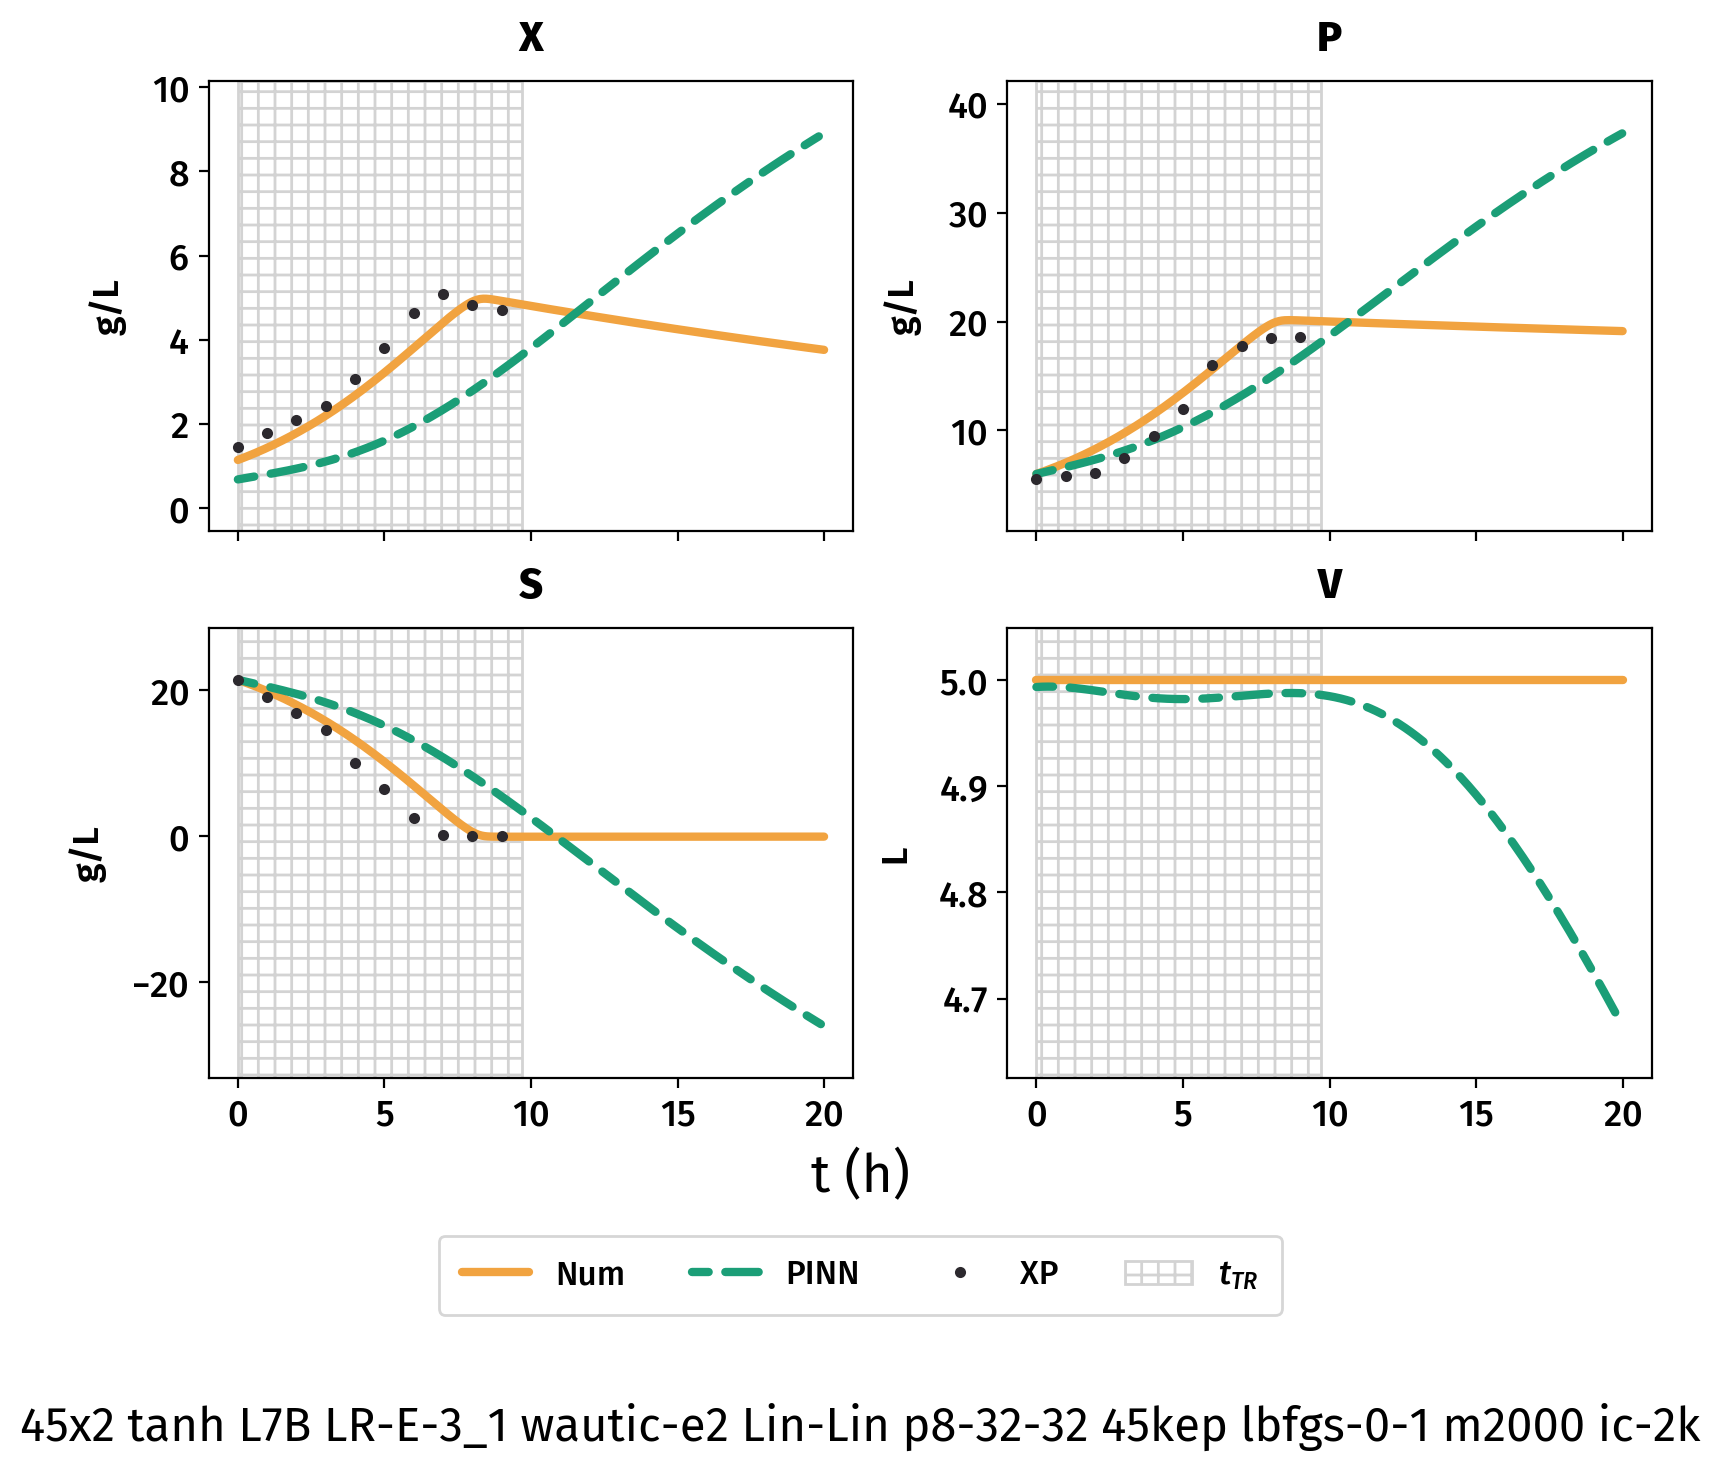 X
P
10
8
6
4
2
0
g/L
40
30
20
10
g/L
S
V
20
0
−20
g/L
5.0
4.9
4.8
4.7
L
0 5 10 15 20
0 5 10 15 20
t (h)
Num PINN XP tTR
45x2 tanh L7B LR-E-3_1 wautic-e2 Lin-Lin p8-32-32 45kep lbfgs-0-1 m2000 ic-2k